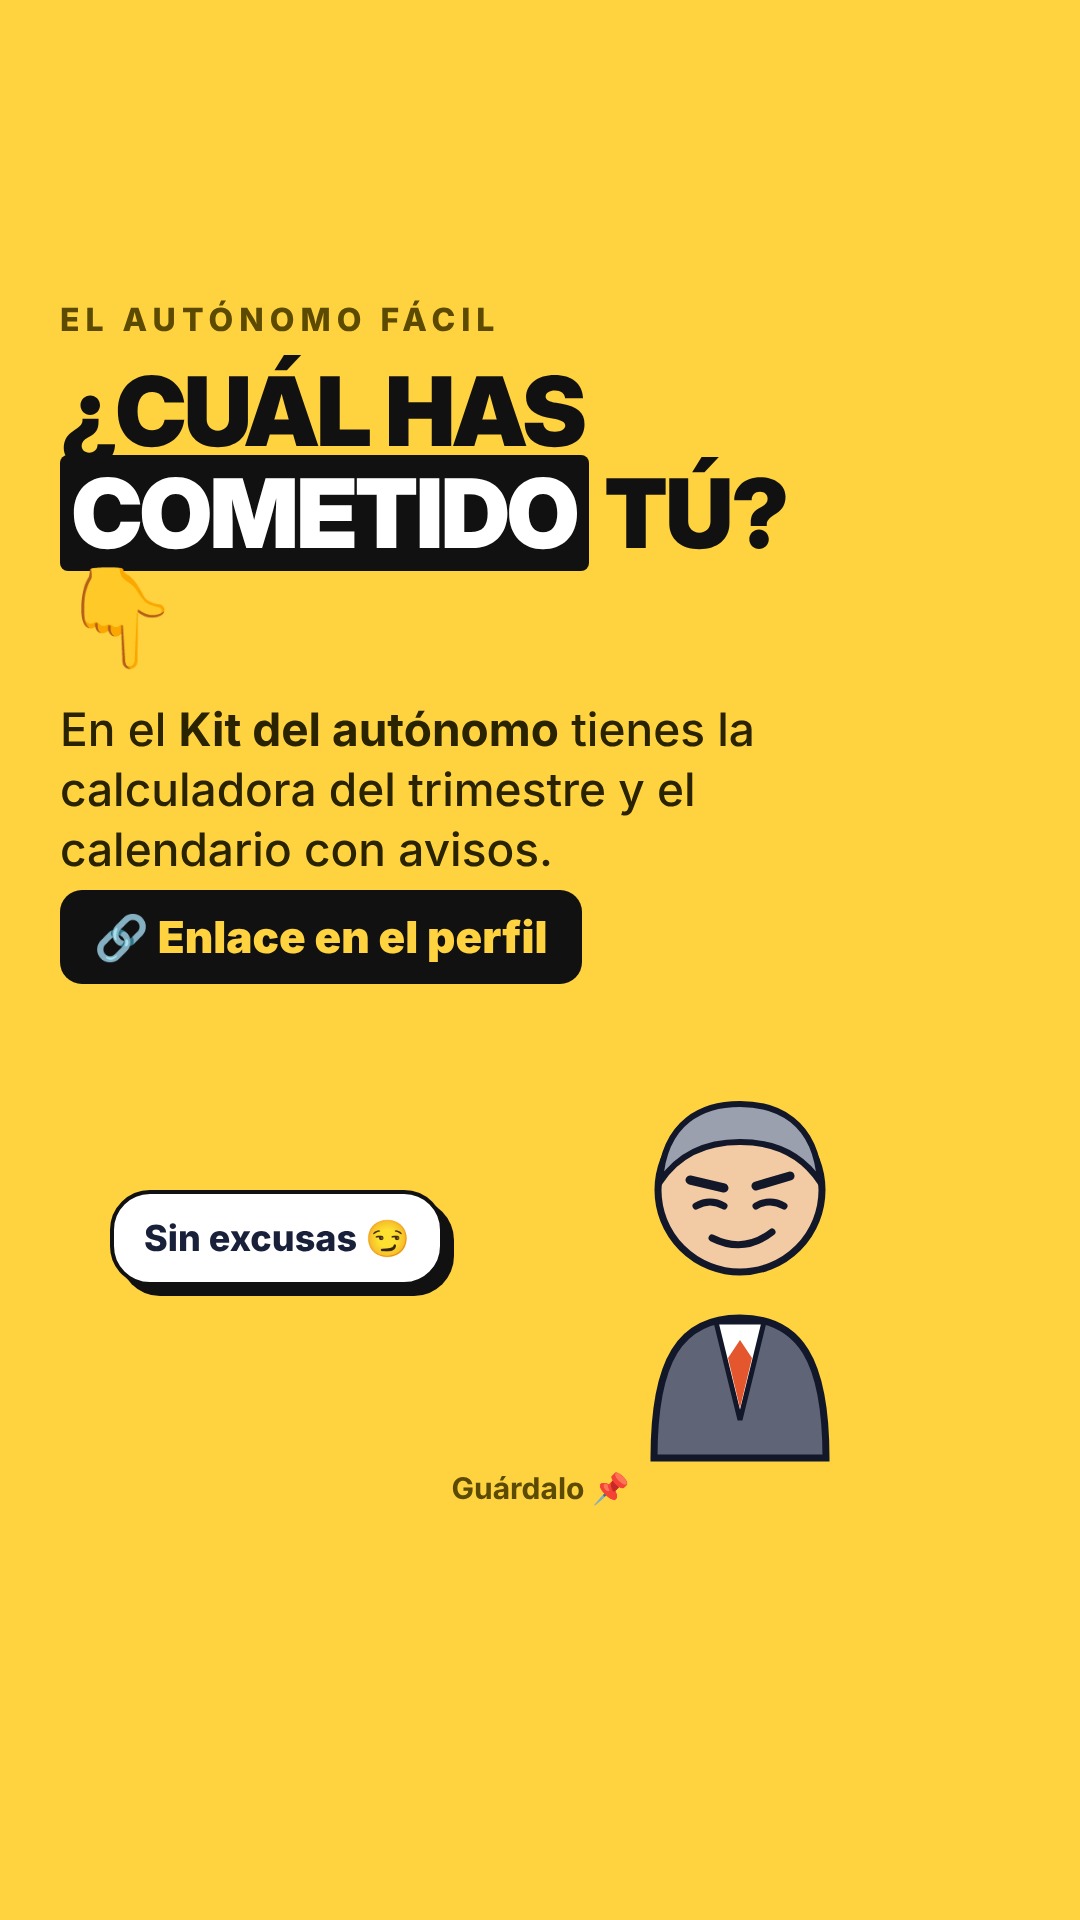 EL AUTÓNOMO FÁCIL
¿CUÁL HAS
COMETIDO TÚ?
👇
En el Kit del autónomo tienes la
calculadora del trimestre y el
calendario con avisos.
🔗 Enlace en el perfil
Sin excusas 😏
Guárdalo 📌